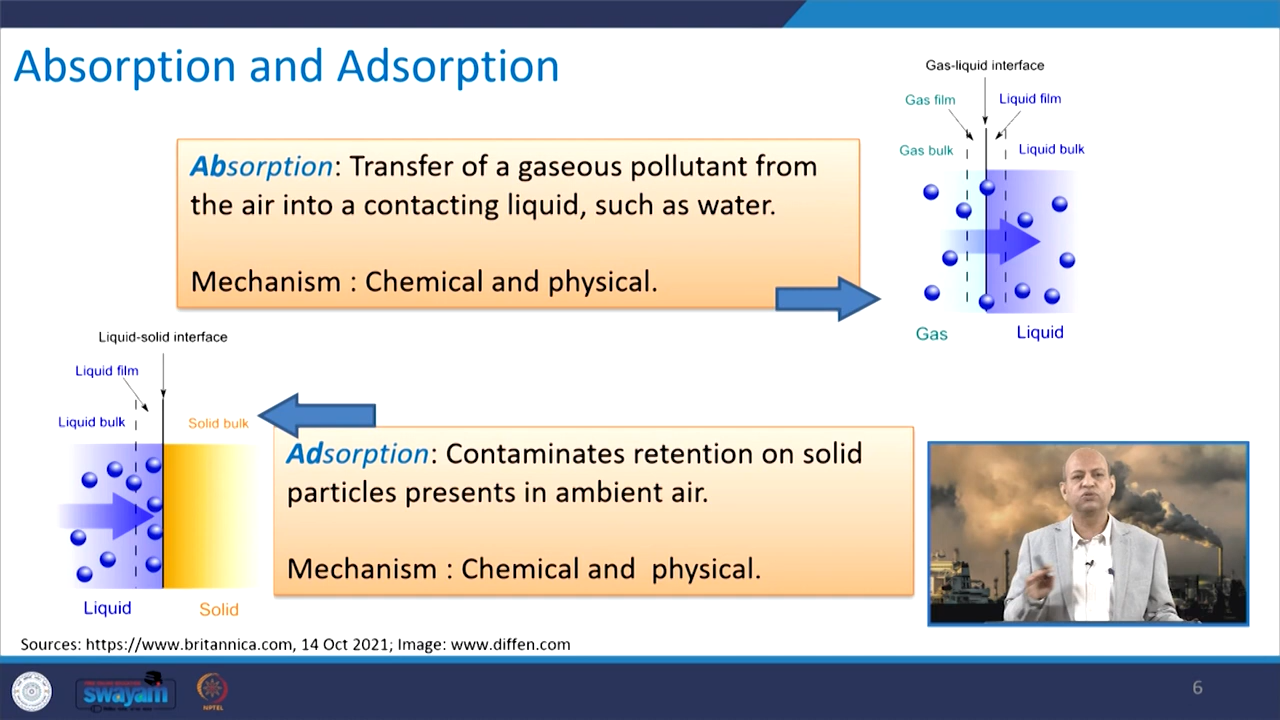 Absorption and Adsorption
Gas-liquid interface
Gas film
Liquid film
Gas bulk
Liquid bulk
Absorption: Transfer of a gaseous pollutant from
the air into a contacting liquid, such as water.
Mechanism : Chemical and physical.
Gas
Liquid
Liquid-solid interface
Liquid film
Liquid bulk
Solid bulk
Adsorption: Contaminates retention on solid
particles presents in ambient air.
Mechanism : Chemical and physical.
Liquid
Solid
Sources: https://www.britannica.com, 14 Oct 2021; Image: www.diffen.com
swayam
NPTEL
6